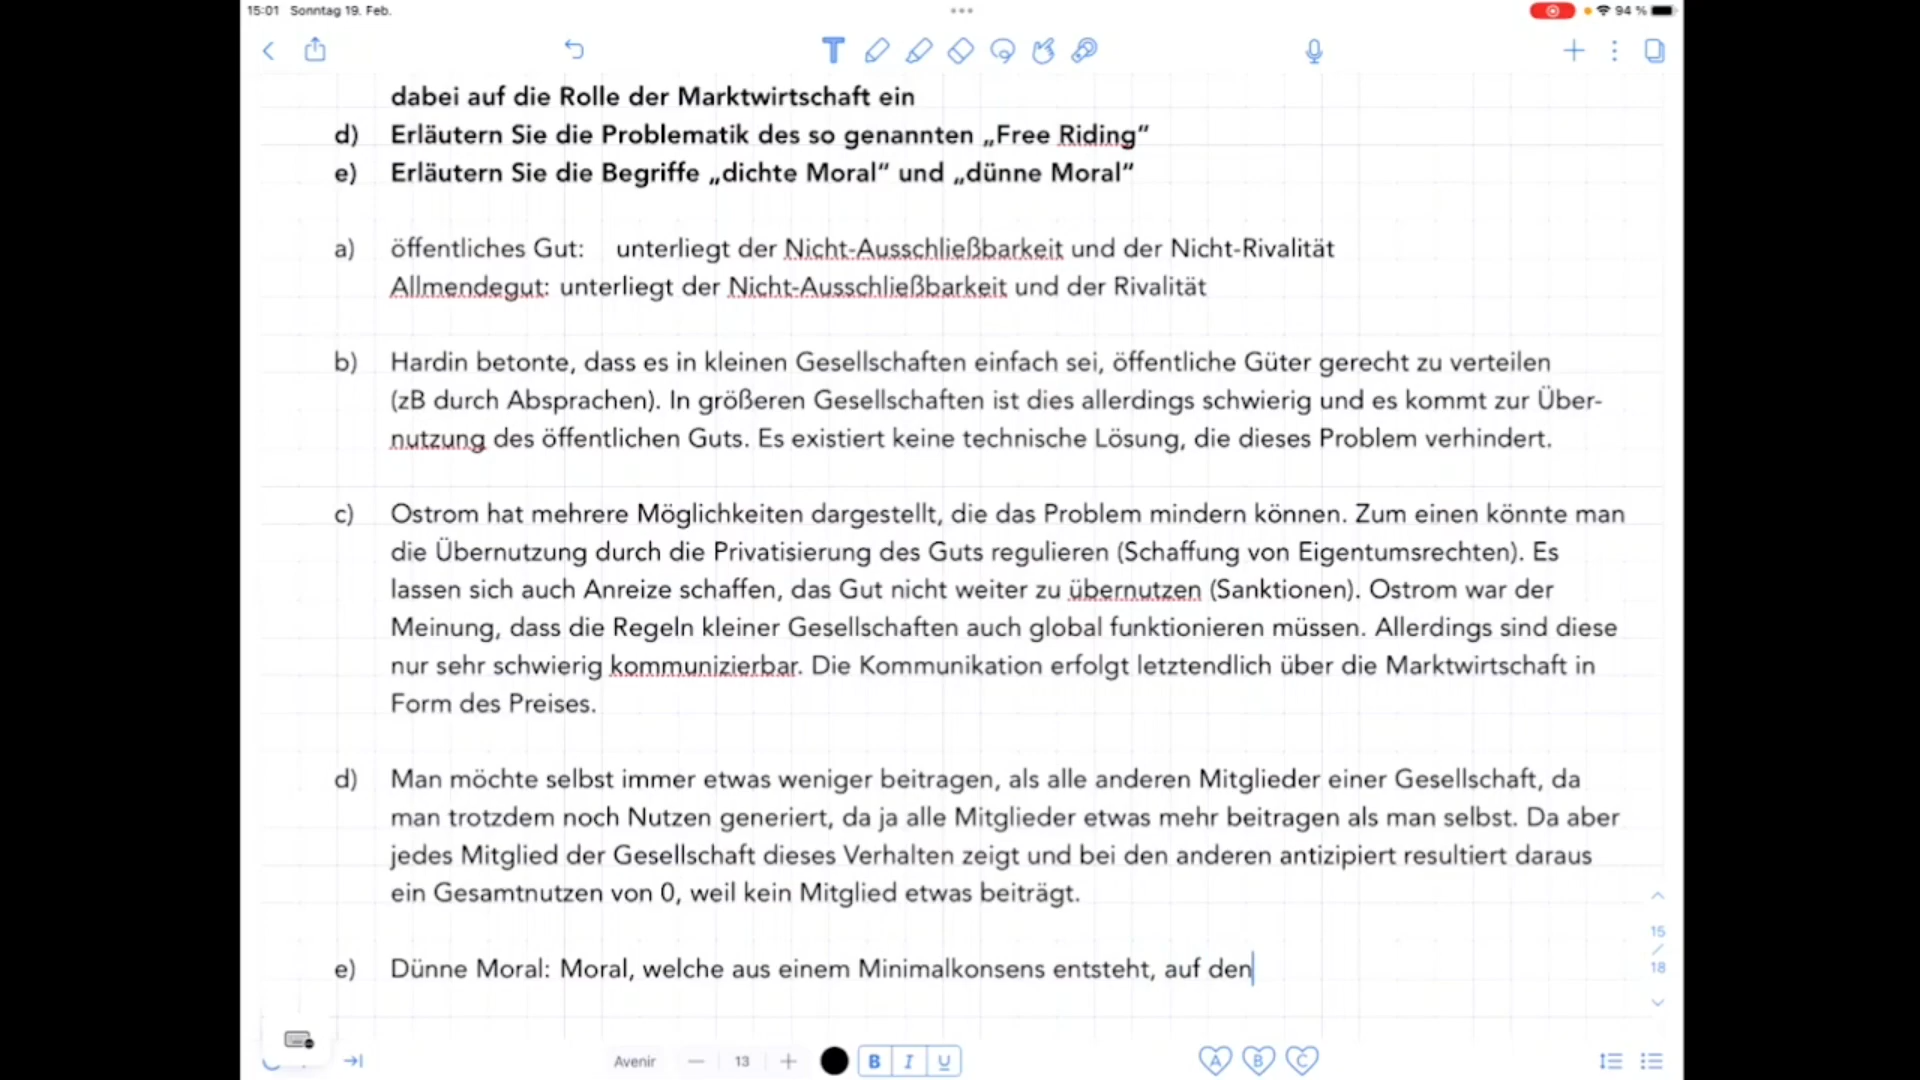 15:01 Sonntag 19. Feb.
94 %
dabei auf die Rolle der Marktwirtschaft ein
d) Erläutern Sie die Problematik des so genannten „Free Riding“
e) Erläutern Sie die Begriffe „dichte Moral“ und „dünne Moral“
a) öffentliches Gut: unterliegt der Nicht-Ausschließbarkeit und der Nicht-Rivalität
Allmendegut: unterliegt der Nicht-Ausschließbarkeit und der Rivalität
b) Hardin betonte, dass es in kleinen Gesellschaften einfach sei, öffentliche Güter gerecht zu verteilen
(zB durch Absprachen). In größeren Gesellschaften ist dies allerdings schwierig und es kommt zur Über-
nutzung des öffentlichen Guts. Es existiert keine technische Lösung, die dieses Problem verhindert.
c) Ostrom hat mehrere Möglichkeiten dargestellt, die das Problem mindern können. Zum einen könnte man
die Übernutzung durch die Privatisierung des Guts regulieren (Schaffung von Eigentumsrechten). Es
lassen sich auch Anreize schaffen, das Gut nicht weiter zu übernutzen (Sanktionen). Ostrom war der
Meinung, dass die Regeln kleiner Gesellschaften auch global funktionieren müssen. Allerdings sind diese
nur sehr schwierig kommunizierbar. Die Kommunikation erfolgt letztendlich über die Marktwirtschaft in
Form des Preises.
d) Man möchte selbst immer etwas weniger beitragen, als alle anderen Mitglieder einer Gesellschaft, da
man trotzdem noch Nutzen generiert, da ja alle Mitglieder etwas mehr beitragen als man selbst. Da aber
jedes Mitglied der Gesellschaft dieses Verhalten zeigt und bei den anderen antizipiert resultiert daraus
ein Gesamtnutzen von 0, weil kein Mitglied etwas beiträgt.
15
/
18
e) Dünne Moral: Moral, welche aus einem Minimalkonsens entsteht, auf den
Avenir — 13 + B I U A B C